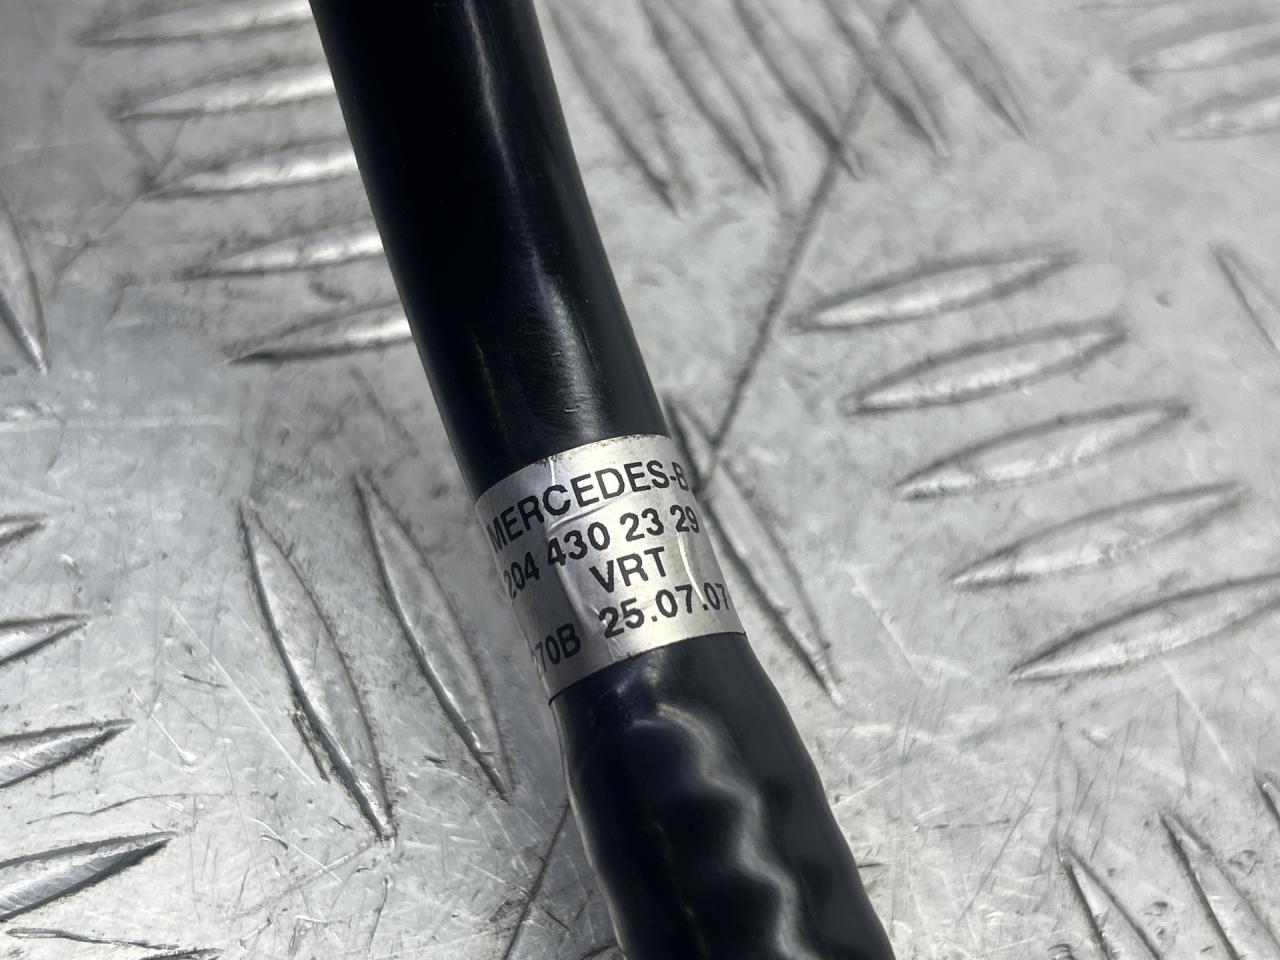 MERCEDES-B
204 430 23 29
VRT
70B 25.07.07